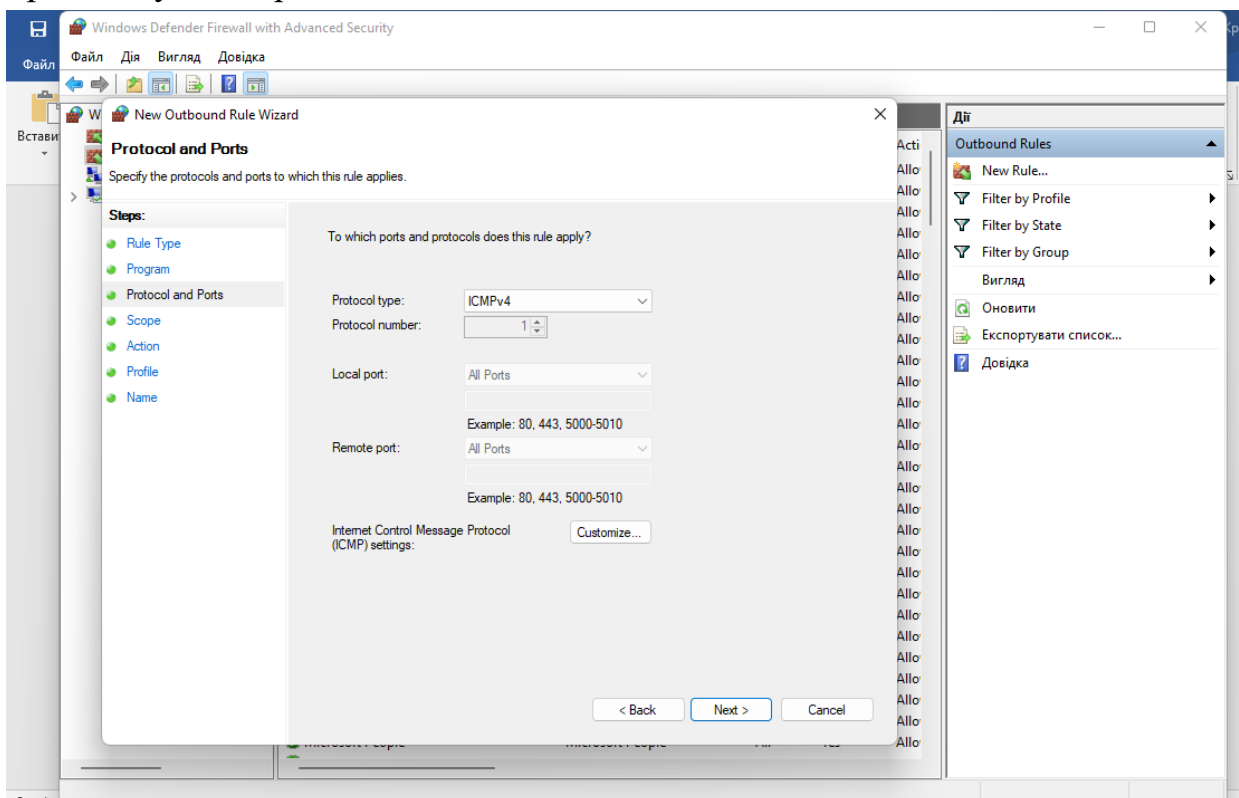 Windows Defender Firewall with Advanced Security
Файл
Файл Дія Вигляд Довідка
New Outbound Rule Wizard
Дії
Protocol and Ports
Outbound Rules
Specify the protocols and ports to which this rule applies.
New Rule...
Filter by Profile
Steps:
Filter by State
Rule Type
To which ports and protocols does this rule apply?
Filter by Group
Program
Вигляд
Protocol and Ports
Protocol type: ICMPv4
Оновити
Scope
Protocol number: 1
Експортувати список...
Action
Довідка
Profile
Local port: All Ports
Name
Example: 80, 443, 5000-5010
Remote port: All Ports
Example: 80, 443, 5000-5010
Internet Control Message Protocol
(ICMP) settings:
Customize...
< Back Next > Cancel